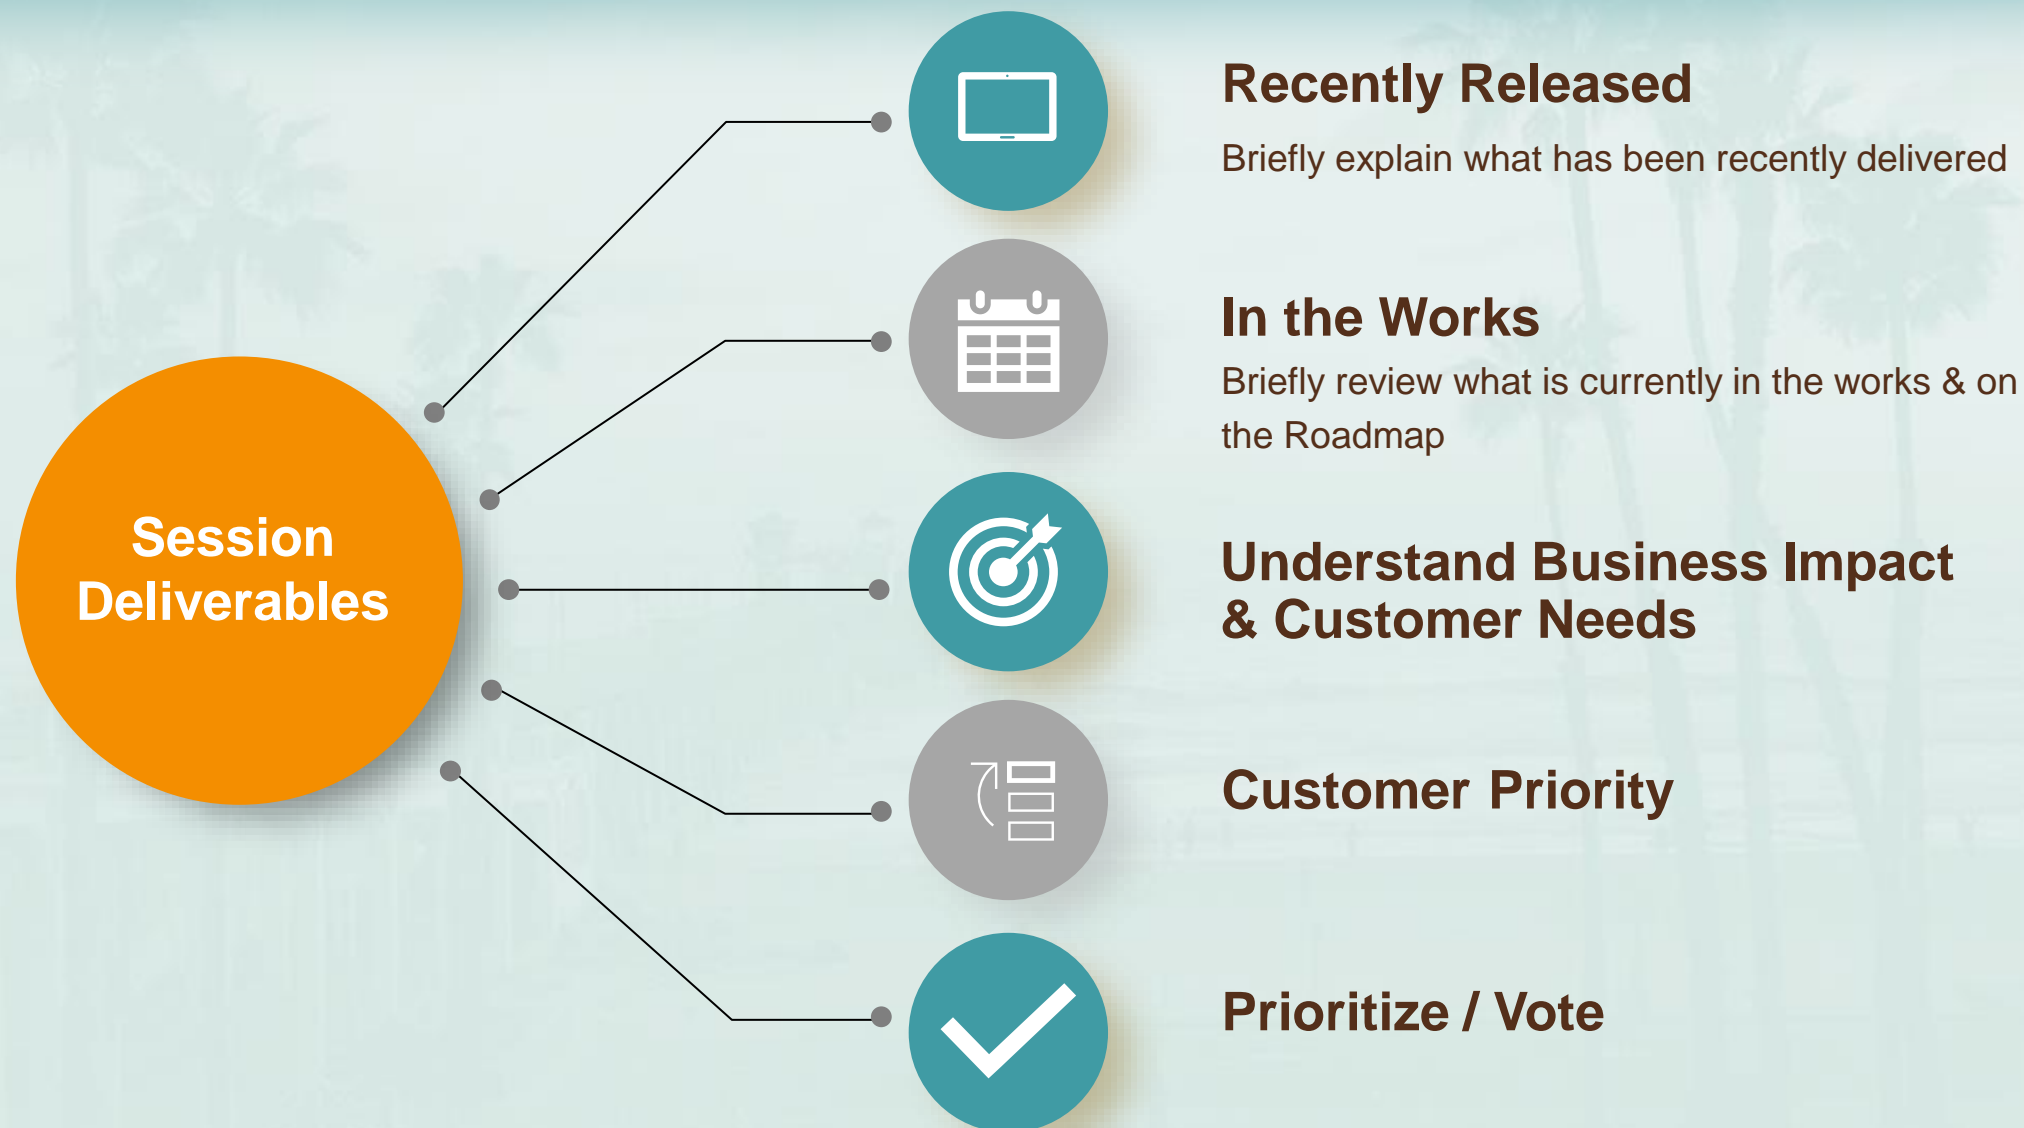 Session
Deliverables
Recently Released
Briefly explain what has been recently delivered
In the Works
Briefly review what is currently in the works & on
the Roadmap
Understand Business Impact
& Customer Needs
Customer Priority
Prioritize / Vote